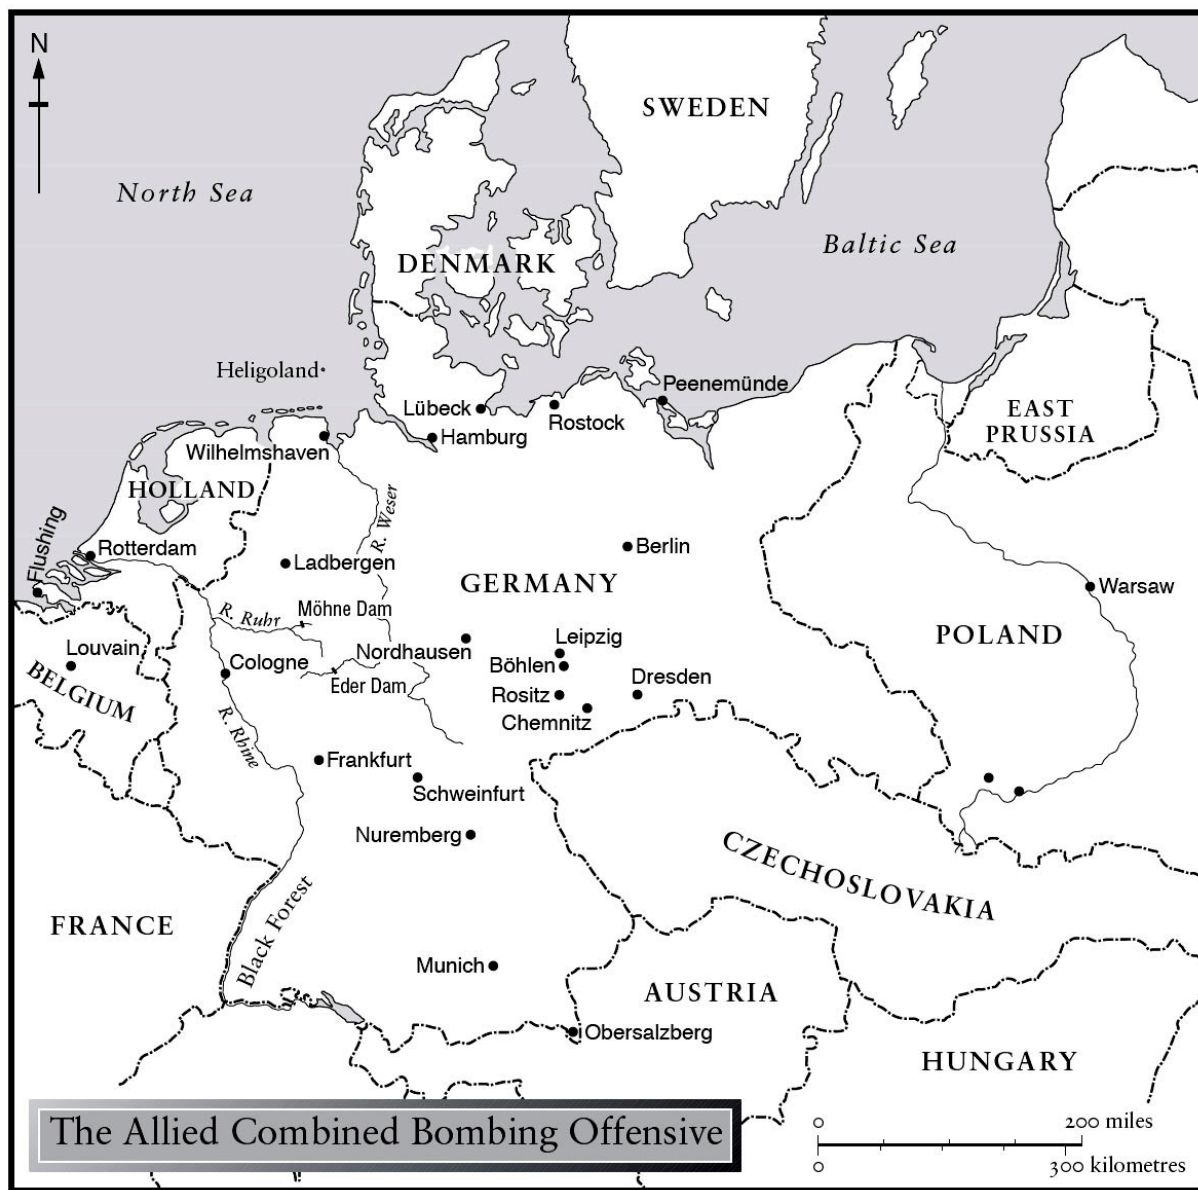 N
SWEDEN
North Sea
Baltic Sea
DENMARK
Heligoland
Peenemünde
Lübeck
Rostock
EAST
PRUSSIA
Hamburg
Wilhelmshaven
HOLLAND
R. Weser
Flushing
Rotterdam
Berlin
Ladbergen
GERMANY
Warsaw
R. Ruhr
Möhne Dam
POLAND
Louvain
Nordhausen
Leipzig
Cologne
Böhlen
Eder Dam
Dresden
BELGIUM
Rositz
Chemnitz
R. Rhine
Frankfurt
Schweinfurt
Nuremberg
CZECHOSLOVAKIA
FRANCE
Black Forest
Munich
AUSTRIA
Obersalzberg
HUNGARY
The Allied Combined Bombing Offensive
0 200 miles
0 300 kilometres